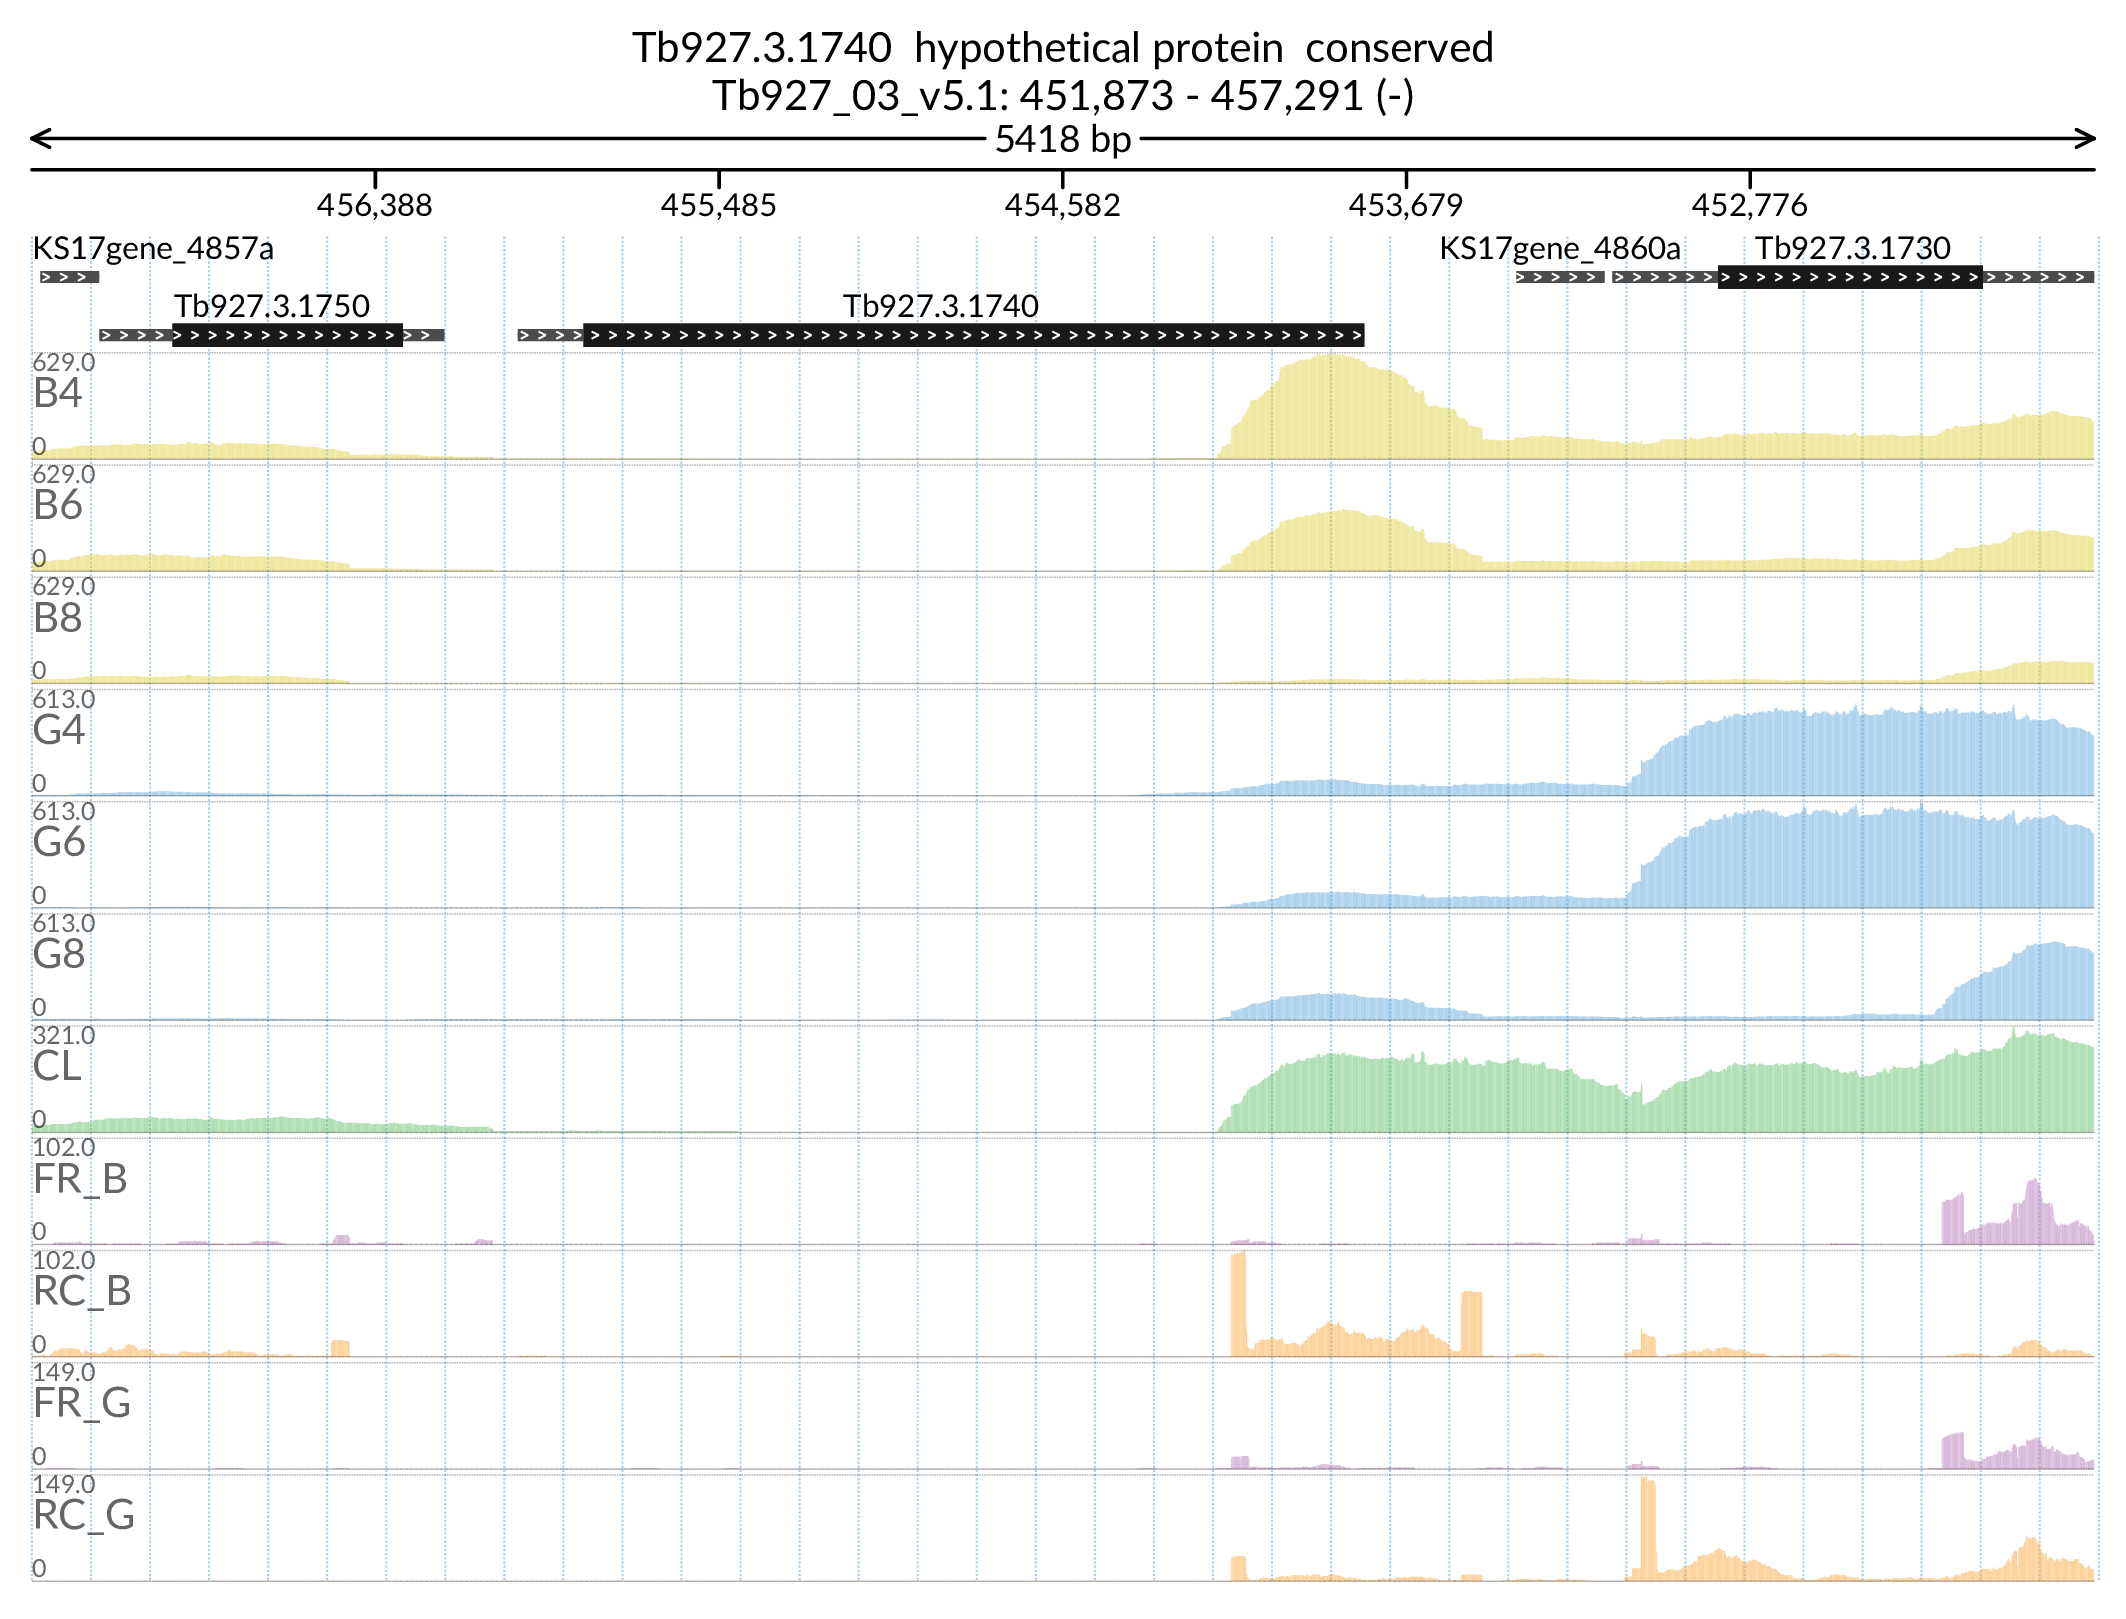 Tb927.3.1740  hypothetical protein  conserved
Tb927_03_v5.1: 451,873 - 457,291 (-)
5418 bp
456,388 455,485 454,582 453,679 452,776
KS17gene_4857a KS17gene_4860a Tb927.3.1730
Tb927.3.1750 Tb927.3.1740
629.0
B4
0
629.0
B6
0
629.0
B8
0
613.0
G4
0
613.0
G6
0
613.0
G8
0
321.0
CL
0
102.0
FR_B
0
102.0
RC_B
0
149.0
FR_G
0
149.0
RC_G
0